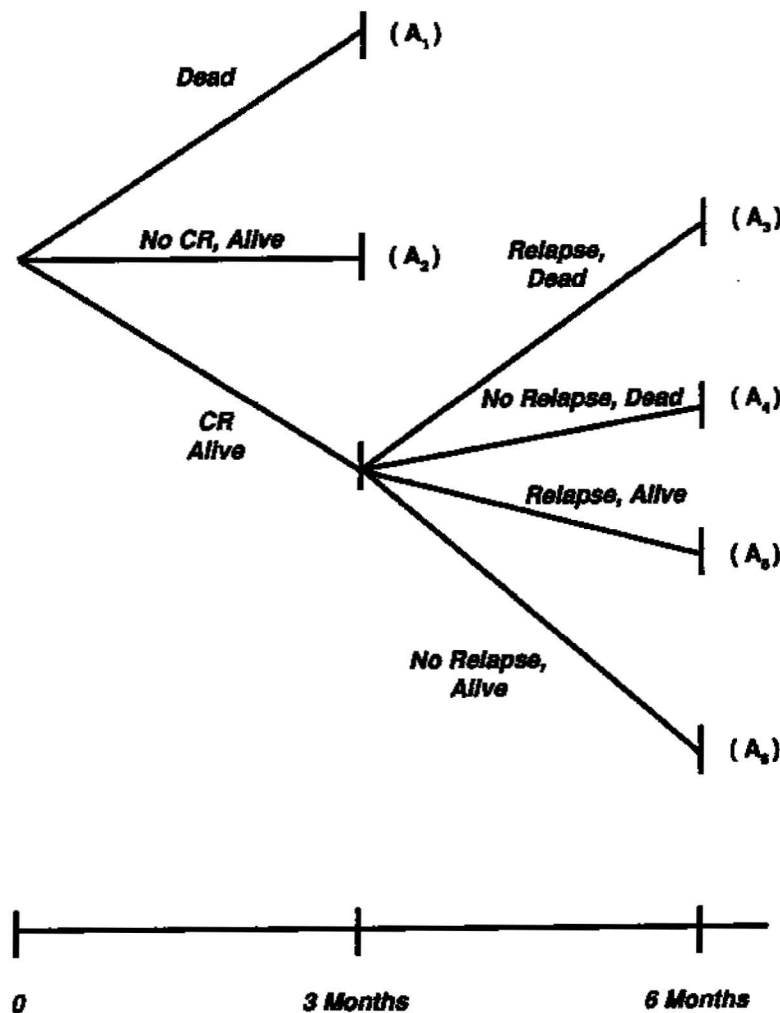 (A₁)
Dead
No CR, Alive
(A₂)
(A₃)
Relapse,
Dead
No Relapse, Dead
(A₄)
CR
Alive
Relapse, Alive
(A₅)
No Relapse,
Alive
(A₆)
0
3 Months
6 Months